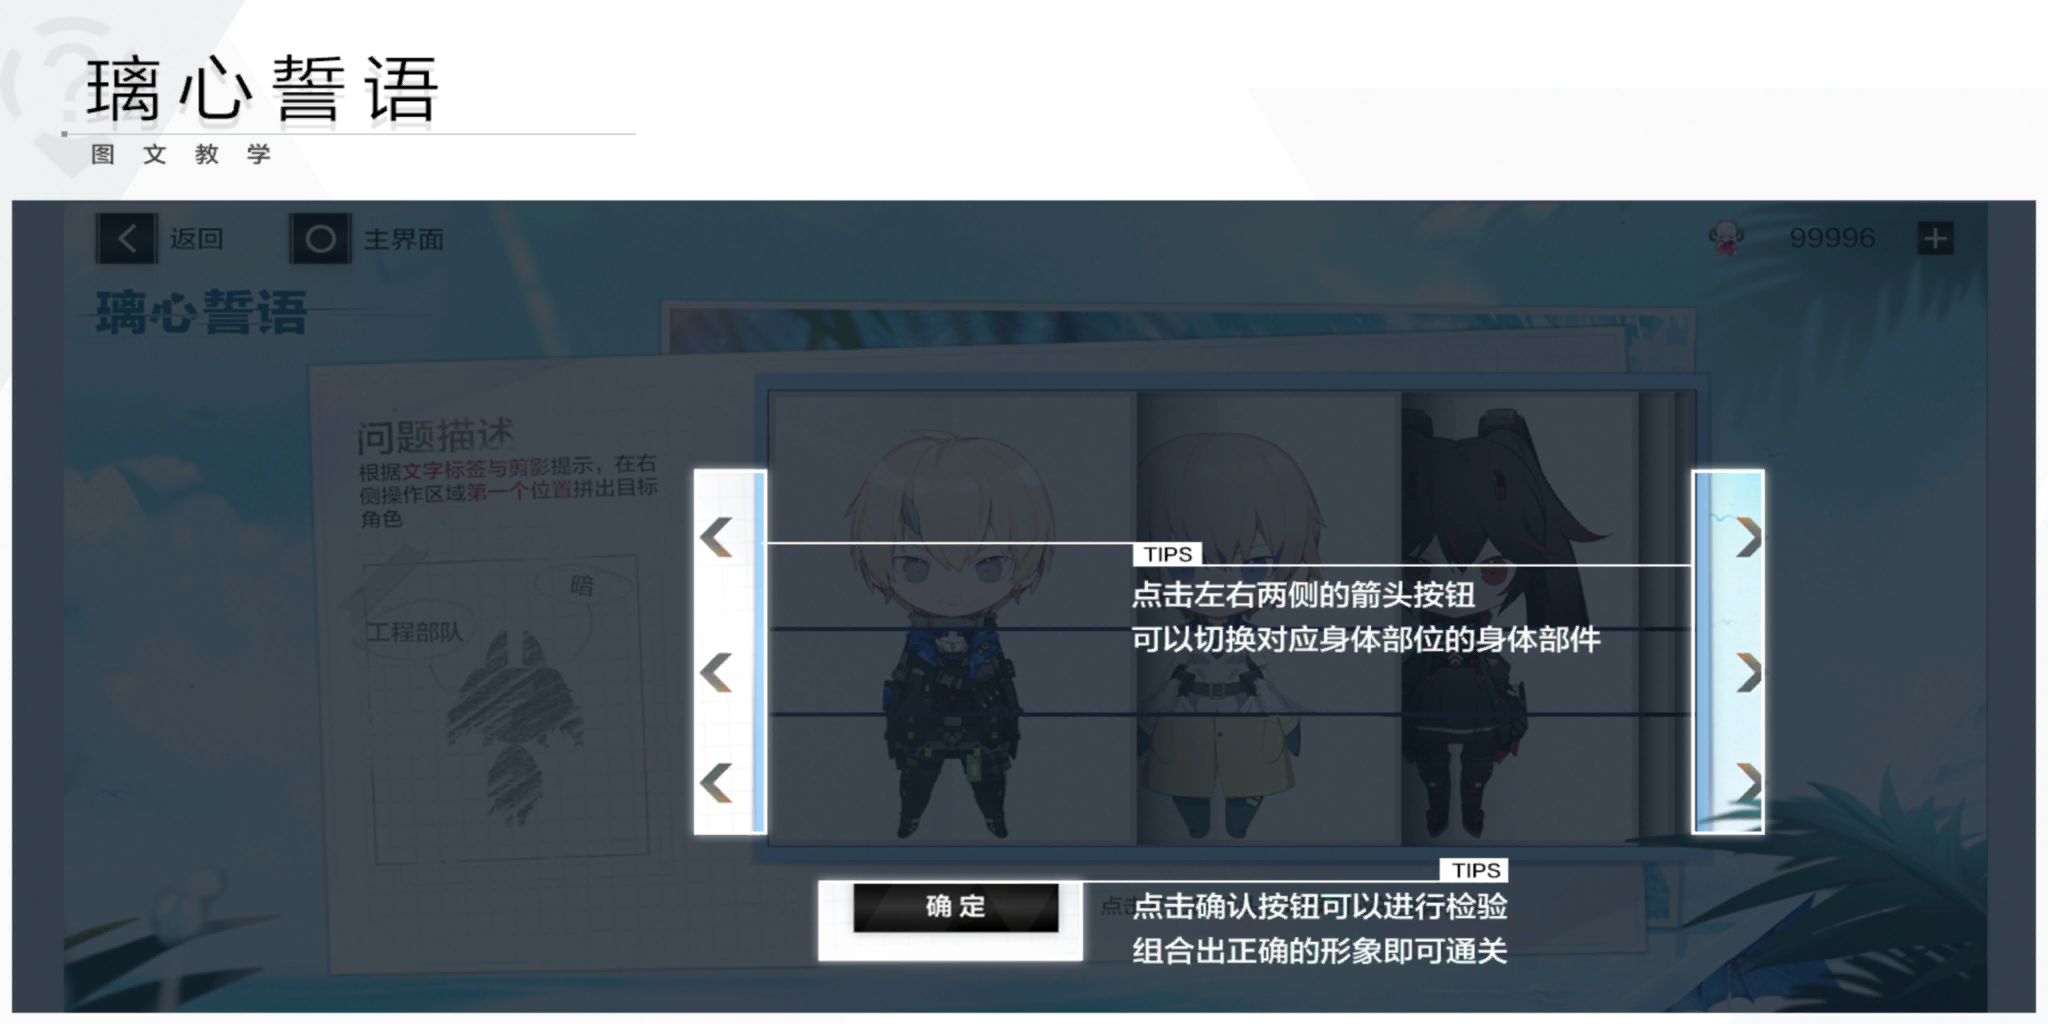 璃心誓语
图文教学
返回
主界面
99996
璃心誓语
问题描述
根据文字标签与剪影提示，在右
侧操作区域第一个位置拼出目标
角色
暗
工程部队
TIPS
点击左右两侧的箭头按钮
可以切换对应身体部位的身体部件
TIPS
确定
点击确认按钮可以进行检验
组合出正确的形象即可通关